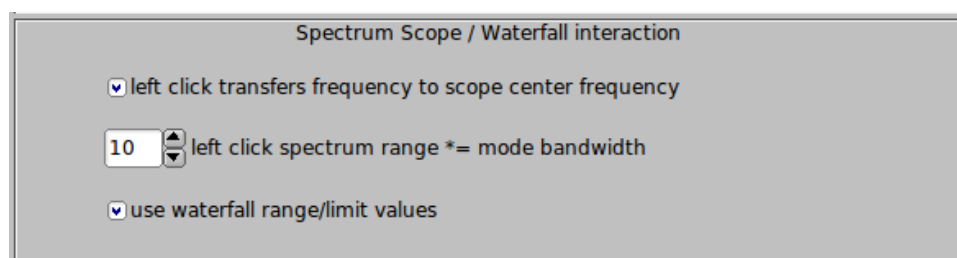 Spectrum Scope / Waterfall interaction
left click transfers frequency to scope center frequency
10 left click spectrum range *= mode bandwidth
use waterfall range/limit values